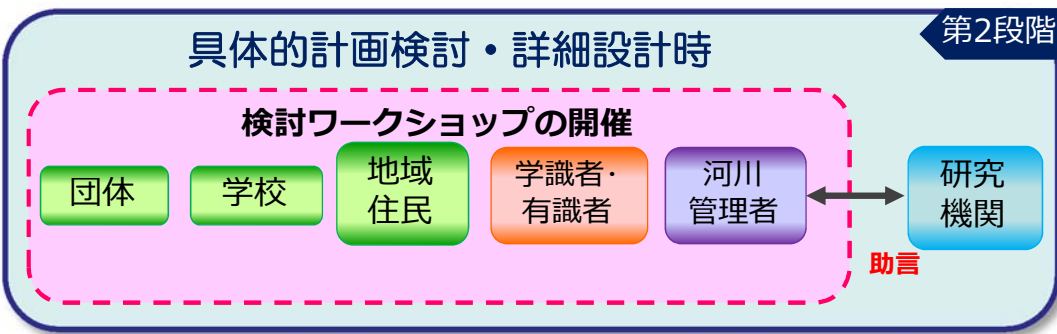 第2段階
具体的計画検討・詳細設計時
検討ワークショップの開催
団体
学校
地域
住民
学識者・
有識者
河川
管理者
研究
機関
助言